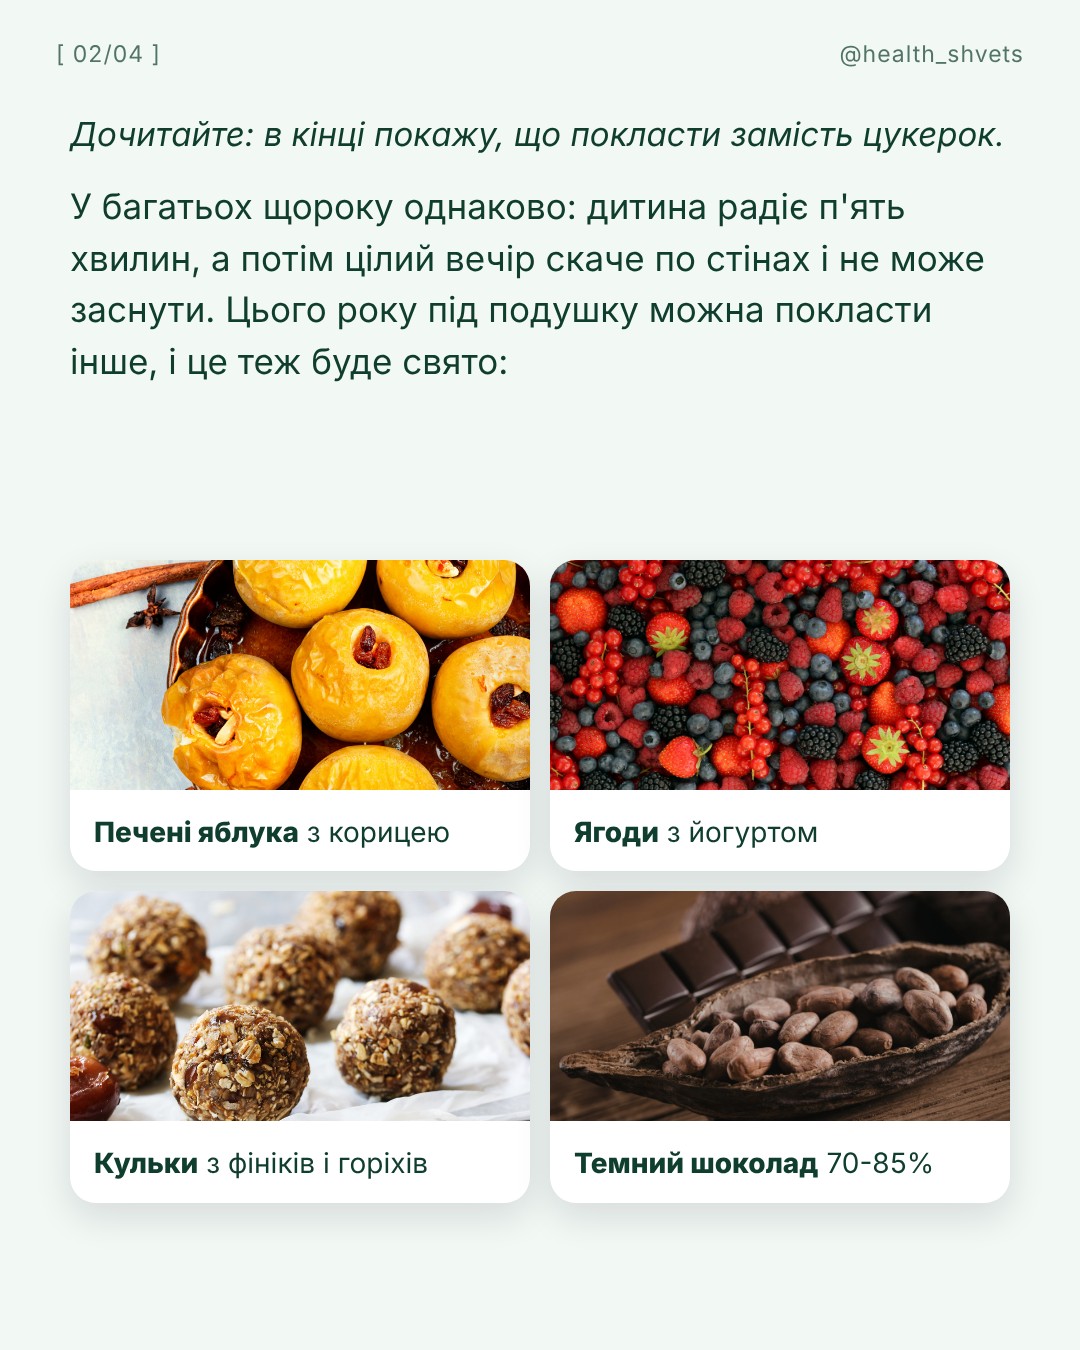 [ 02/04 ]
@health_shvets
Дочитайте: в кінці покажу, що покласти замість цукерок.
У багатьох щороку однаково: дитина радіє п'ять
хвилин, а потім цілий вечір скаче по стінах і не може
заснути. Цього року під подушку можна покласти
інше, і це теж буде свято:
Печені яблука з корицею
Ягоди з йогуртом
Кульки з фініків і горіхів
Темний шоколад 70-85%